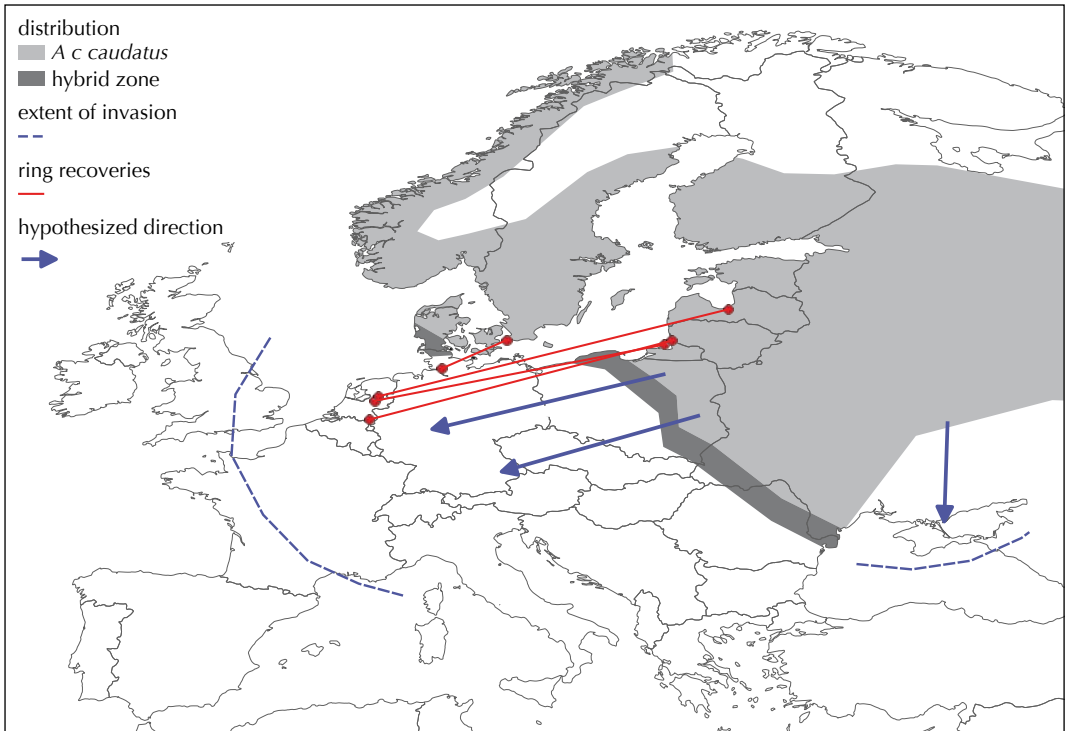 distribution
A c caudatus
hybrid zone
extent of invasion
ring recoveries
hypothesized direction